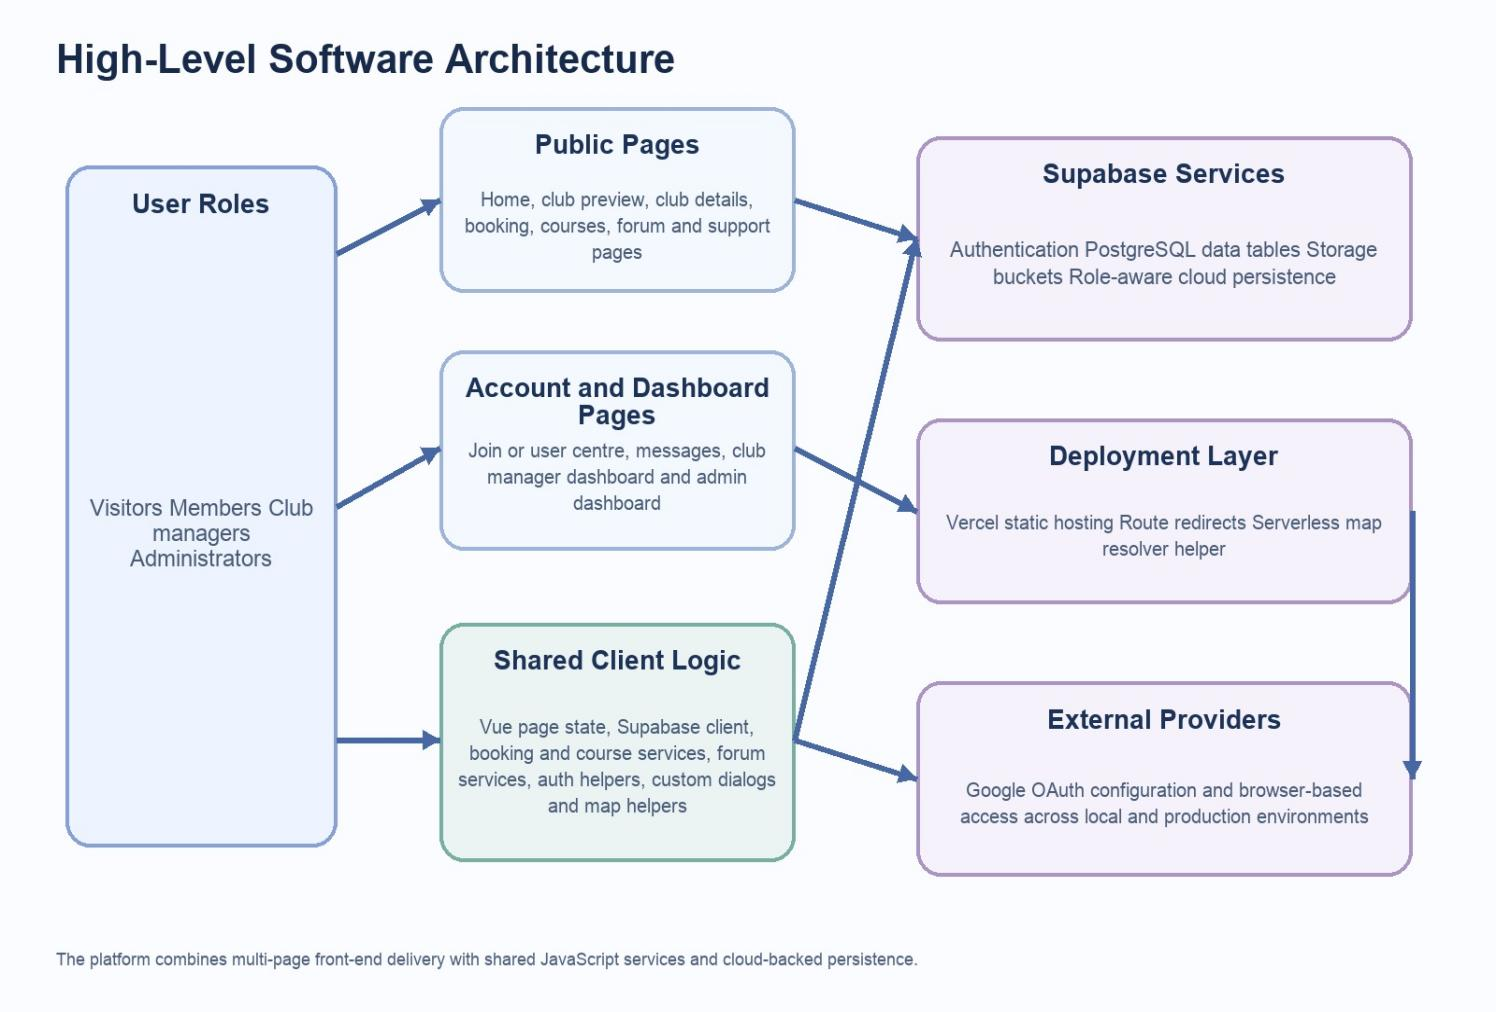 High-Level Software Architecture
User Roles
Visitors Members Club
managers
Administrators
Public Pages
Home, club preview, club details,
booking, courses, forum and support
pages
Account and Dashboard
Pages
Join or user centre, messages, club
manager dashboard and admin
dashboard
Shared Client Logic
Vue page state, Supabase client,
booking and course services, forum
services, auth helpers, custom dialogs
and map helpers
Supabase Services
Authentication PostgreSQL data tables Storage
buckets Role-aware cloud persistence
Deployment Layer
Vercel static hosting Route redirects Serverless map
resolver helper
External Providers
Google OAuth configuration and browser-based
access across local and production environments
The platform combines multi-page front-end delivery with shared JavaScript services and cloud-backed persistence.